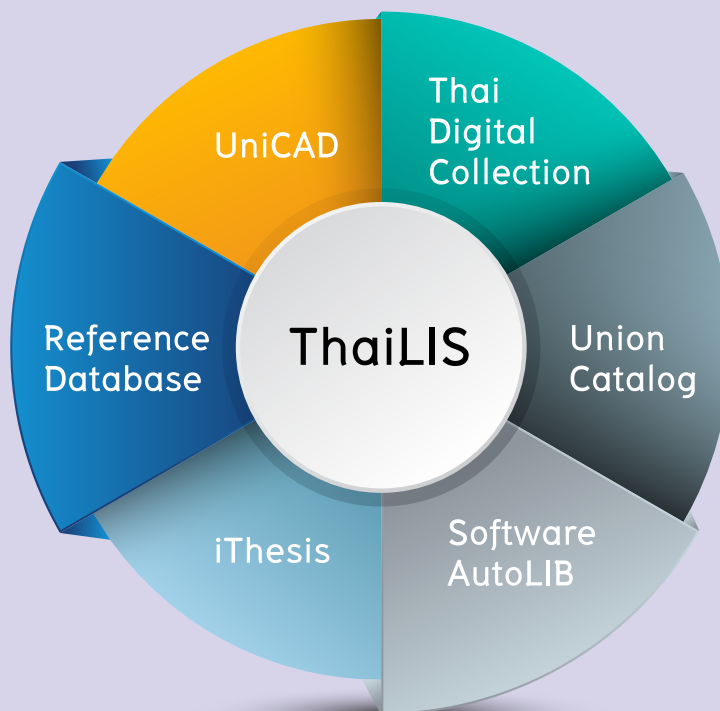 UniCAD
Thai
Digital
Collection
Reference
Database
ThaiLIS
Union
Catalog
iThesis
Software
AutoLIB